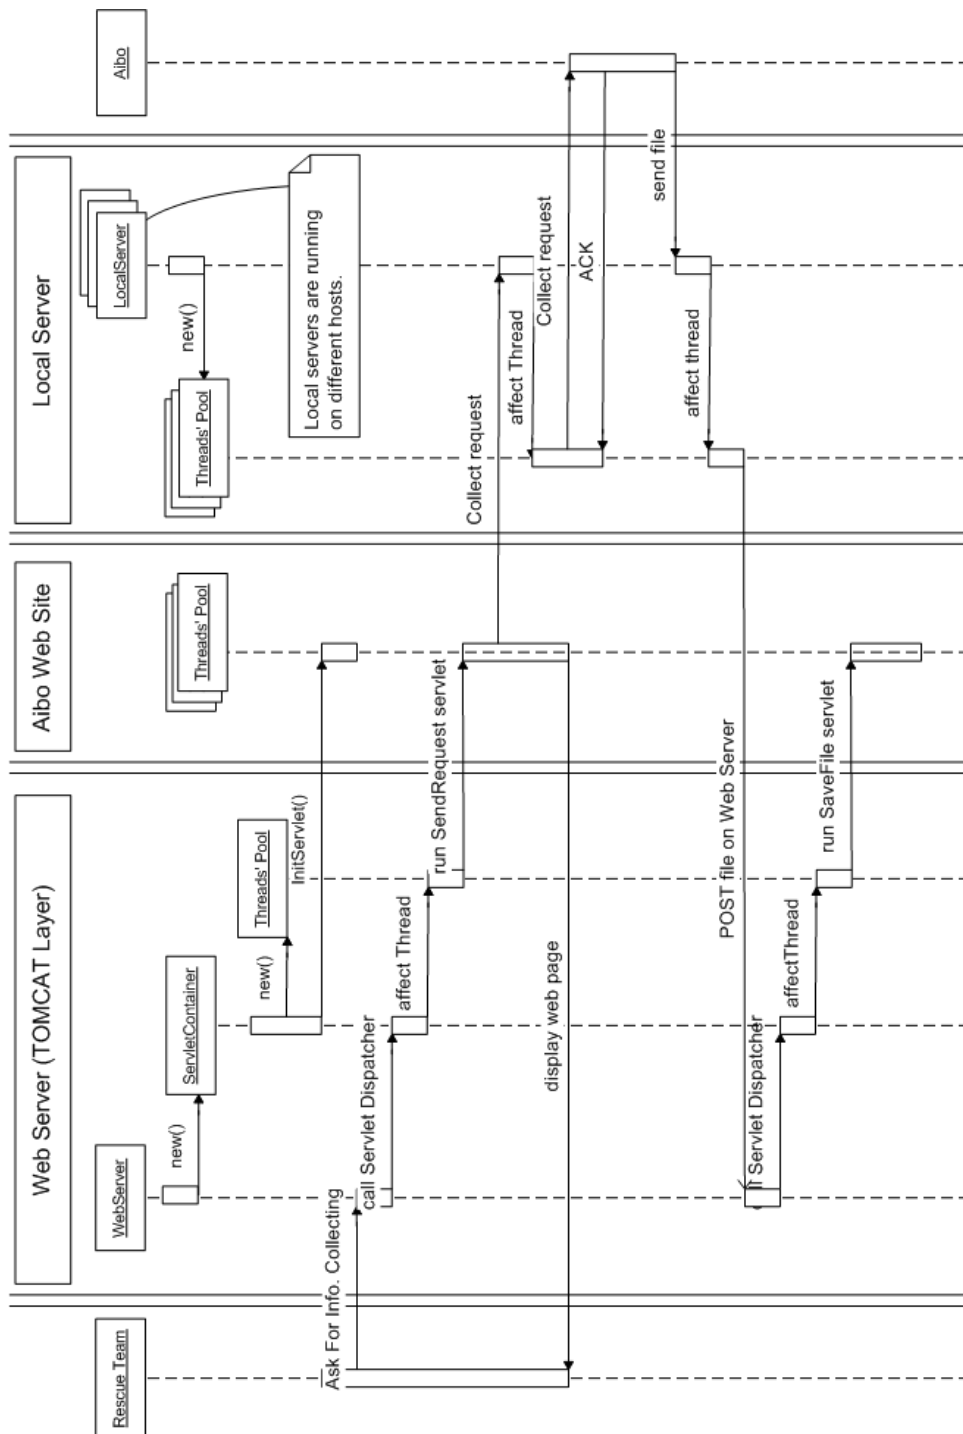 Rescue Team
Web Server (TOMCAT Layer)
WebServer
ServletContainer
Threads' Pool
Aibo Web Site
Threads' Pool
Local Server
Threads' Pool
LocalServer
Aibo
new()
new()
InitServlet()
new()
Local servers are running
on different hosts.
Ask For Info. Collecting
call Servlet Dispatcher
affect Thread
run SendRequest servlet
Collect request
affect Thread
Collect request
ACK
display web page
send file
affect thread
POST file on Web Server
Servlet Dispatcher
affectThread
run SaveFile servlet